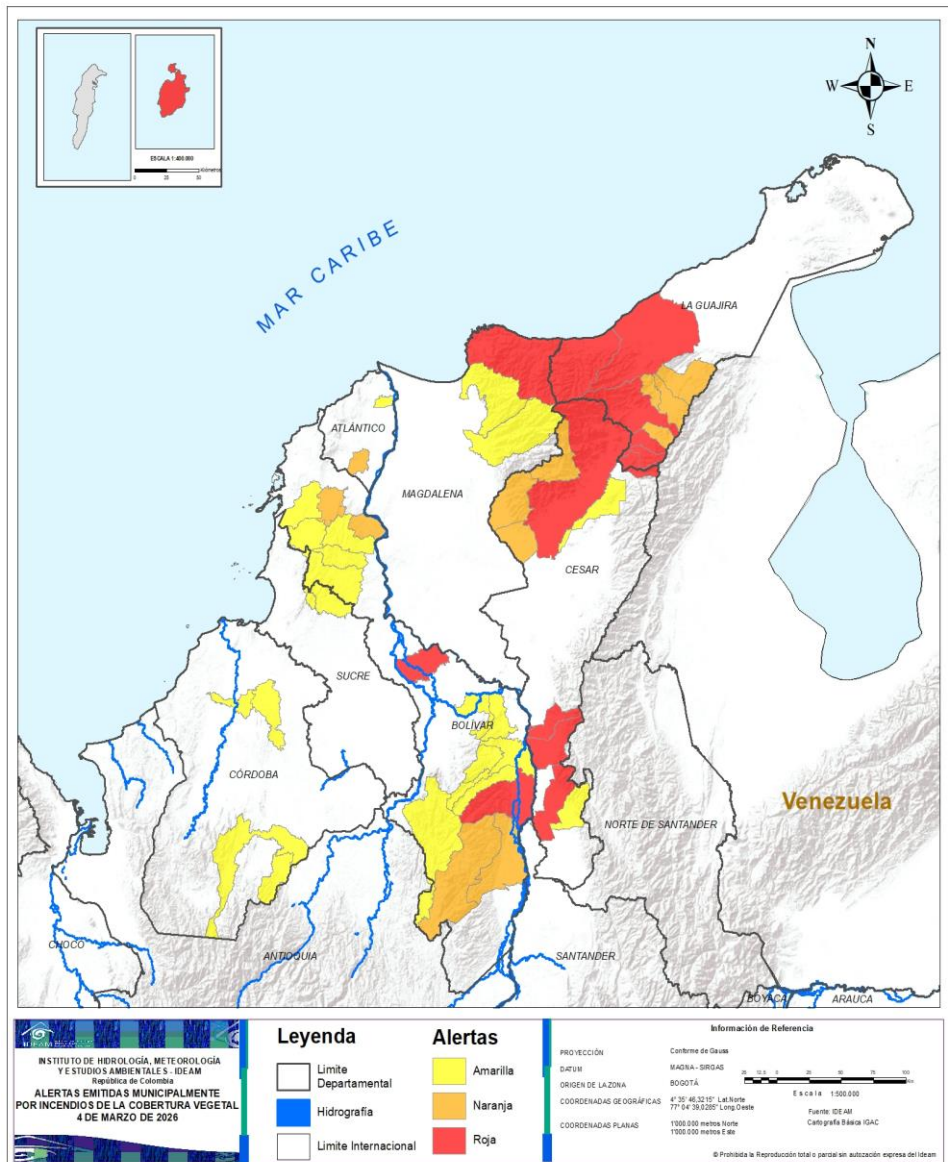 ESCALA 1:400.000
Kilómetros
N
W
E
S
MAR CARIBE
LA GUAJIRA
ATLÁNTICO
MAGDALENA
CESAR
SUCRE
BOLÍVAR
CÓRDOBA
Venezuela
NORTE DE SANTANDER
CHOCÓ
ANTIOQUIA
SANTANDER
BOYACÁ
ARAUCA
IDEAM
INSTITUTO DE HIDROLOGÍA, METEOROLOGÍA
Y ESTUDIOS AMBIENTALES - IDEAM
República de Colombia
ALERTAS EMITIDAS MUNICIPALMENTE
POR INCENDIOS DE LA COBERTURA VEGETAL
4 DE MARZO DE 2026
Leyenda
Limite
Departamental
Hidrografía
Limite Internacional
Alertas
Amarilla
Naranja
Roja
Información de Referencia
PROYECCIÓN Conforme de Gauss
DATUM MAGNA - SIRGAS
ORIGEN DE LA ZONA BOGOTÁ
COORDENADAS GEOGRÁFICAS 4° 35' 46,3215" Lat.Norte
77° 04' 39,0285" Long.Oeste
COORDENADAS PLANAS 1'000.000 metros Norte
1'000.000 metros Este
Escala 1:500.000
Fuente: IDEAM
Cartografía Básica IGAC
© Prohibida la Reproducción total o parcial sin autozación expresa del Ideam